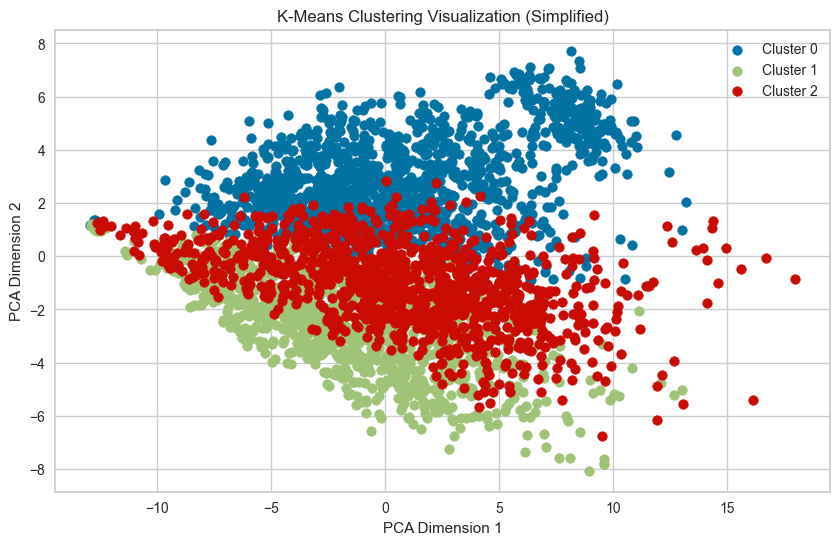 K-Means Clustering Visualization (Simplified)
Cluster 0
Cluster 1
Cluster 2
8
6
4
2
0
−2
−4
−6
−8
PCA Dimension 2
−10
−5
0
5
10
15
PCA Dimension 1